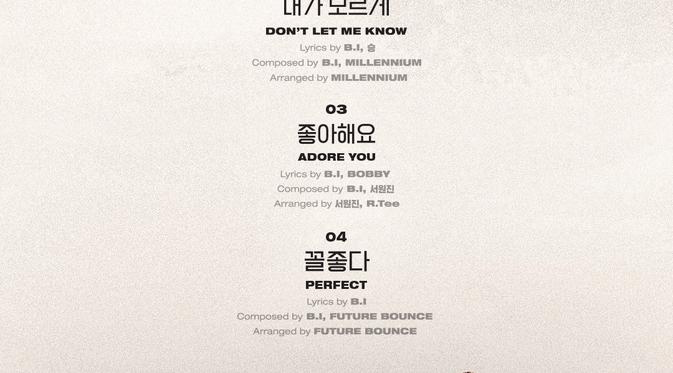 내가 모르게
DON'T LET ME KNOW
Lyrics by B.I, 승
Composed by B.I, MILLENNIUM
Arranged by MILLENNIUM
03
좋아해요
ADORE YOU
Lyrics by B.I, BOBBY
Composed by B.I, 서원진
Arranged by 서원진, R.Tee
04
꼴좋다
PERFECT
Lyrics by B.I
Composed by B.I, FUTURE BOUNCE
Arranged by FUTURE BOUNCE